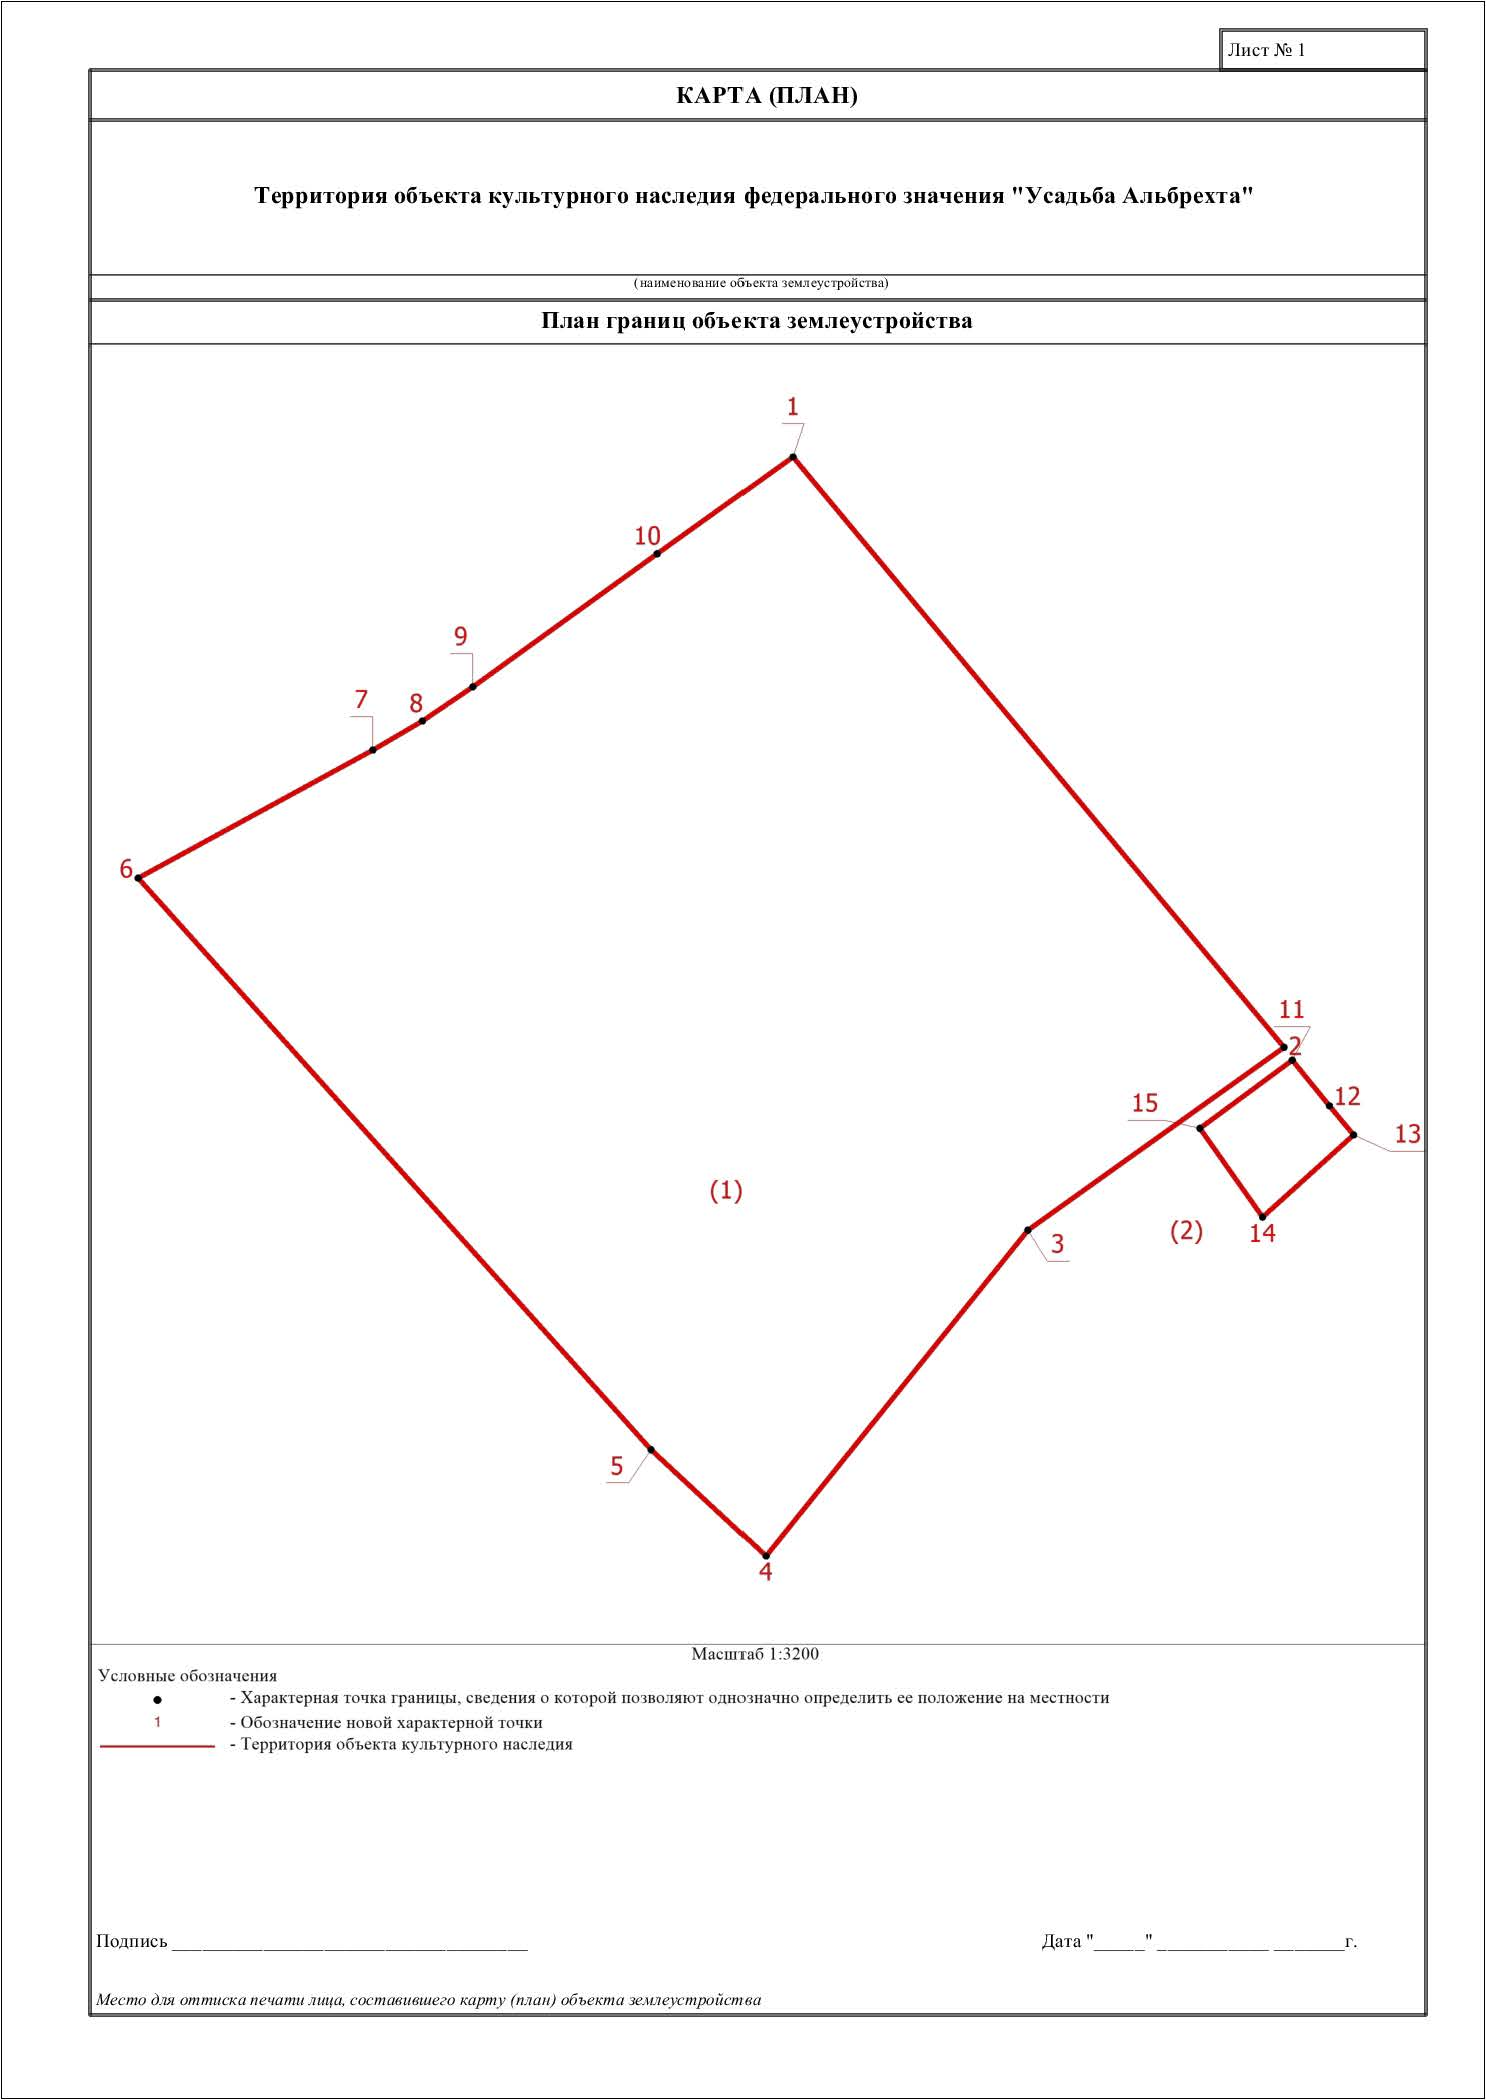 Лист № 1
КАРТА (ПЛАН)
Территория объекта культурного наследия федерального значения "Усадьба Альбрехта"
(наименование объекта землеустройства)
План границ объекта землеустройства
1
10
9
7
8
6
11
2
12
15
13
(1)
(2)
14
3
5
4
Масштаб 1:3200
Условные обозначения
- Характерная точка границы, сведения о которой позволяют однозначно определить ее положение на местности
1 - Обозначение новой характерной точки
- Территория объекта культурного наследия
Подпись ___________________________________ Дата "_____" ___________ _______г.
Место для оттиска печати лица, составившего карту (план) объекта землеустройства